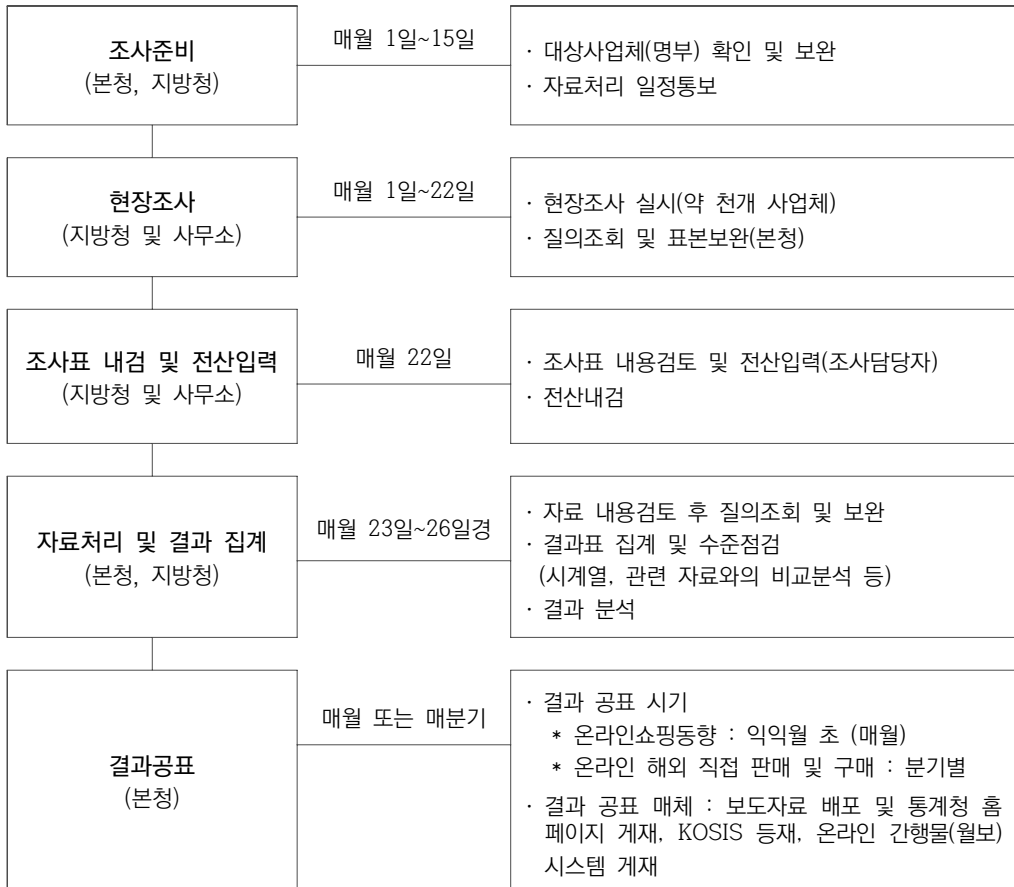 조사준비
(본청, 지방청)
매월 1일~15일
· 대상사업체(명부) 확인 및 보완
· 자료처리 일정통보
현장조사
(지방청 및 사무소)
매월 1일~22일
· 현장조사 실시(약 천개 사업체)
· 질의조회 및 표본보완(본청)
조사표 내검 및 전산입력
(지방청 및 사무소)
매월 22일
· 조사표 내용검토 및 전산입력(조사담당자)
· 전산내검
자료처리 및 결과 집계
(본청, 지방청)
매월 23일~26일경
· 자료 내용검토 후 질의조회 및 보완
· 결과표 집계 및 수준점검
(시계열, 관련 자료와의 비교분석 등)
· 결과 분석
결과공표
(본청)
매월 또는 매분기
· 결과 공표 시기
* 온라인쇼핑동향 : 익익월 초 (매월)
* 온라인 해외 직접 판매 및 구매 : 분기별
· 결과 공표 매체 : 보도자료 배포 및 통계청 홈
페이지 게재, KOSIS 등재, 온라인 간행물(월보)
시스템 게재